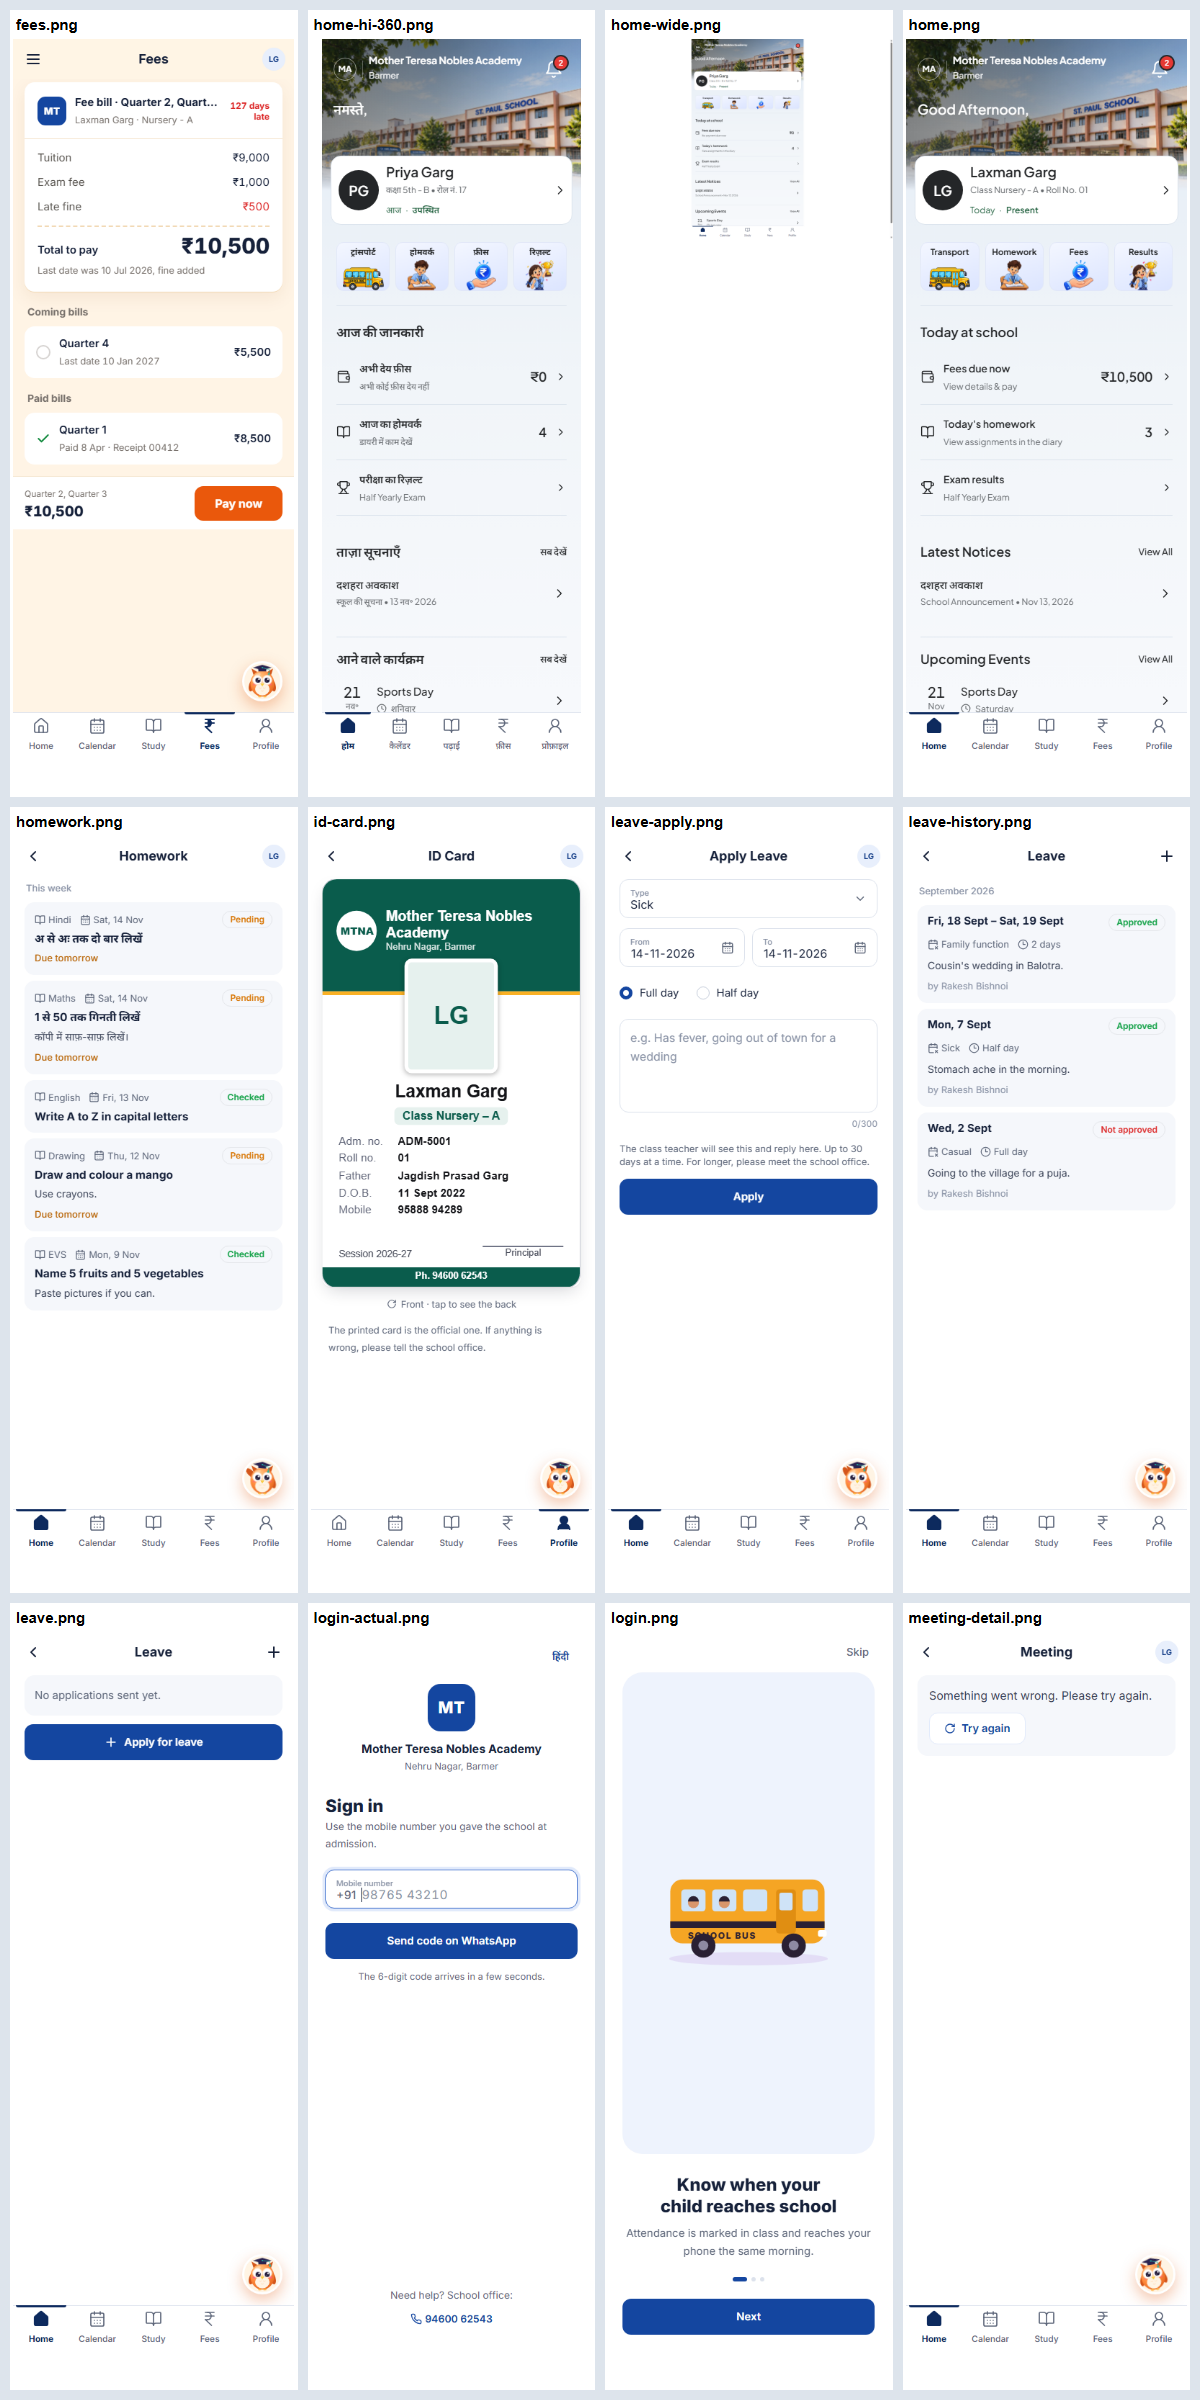 fees.png
Fees
LG
MT
Fee bill · Quarter 2, Quart...
Laxman Garg · Nursery - A
127 days
late
Tuition
₹9,000
Exam fee
₹1,000
Late fine
₹500
Total to pay
₹10,500
Last date was 10 Jul 2026, fine added
Coming bills
Quarter 4
Last date 10 Jan 2027
₹5,500
Paid bills
Quarter 1
Paid 8 Apr · Receipt 00412
₹8,500
Quarter 2, Quarter 3
₹10,500
Pay now
Home
Calendar
Study
Fees
Profile
home-hi-360.png
MA
Mother Teresa Nobles Academy
Barmer
2
नमस्ते,
ST. PAUL SCHOOL
PG
Priya Garg
कक्षा 5th - B • रोल नं. 17
आज · उपस्थित
ट्रांसपोर्ट
होमवर्क
फ़ीस
रिज़ल्ट
आज की जानकारी
अभी देय फ़ीस
अभी कोई फ़ीस देय नहीं
₹0
आज का होमवर्क
डायरी में काम देखें
4
परीक्षा का रिज़ल्ट
Half Yearly Exam
ताज़ा सूचनाएँ
सब देखें
दशहरा अवकाश
स्कूल की सूचना • 13 नव॰ 2026
आने वाले कार्यक्रम
सब देखें
21
नव॰
Sports Day
शनिवार
होम
कैलेंडर
पढ़ाई
फ़ीस
प्रोफ़ाइल
home-wide.png
Priya Garg
Today at school
Latest Notices
Upcoming Events
home.png
MA
Mother Teresa Nobles Academy
Barmer
2
Good Afternoon,
ST. PAUL SCHOOL
LG
Laxman Garg
Class Nursery - A • Roll No. 01
Today · Present
Transport
Homework
Fees
Results
Today at school
Fees due now
View details & pay
₹10,500
Today's homework
View assignments in the diary
3
Exam results
Half Yearly Exam
Latest Notices
View All
दशहरा अवकाश
School Announcement • Nov 13, 2026
Upcoming Events
View All
21
Nov
Sports Day
Saturday
Home
Calendar
Study
Fees
Profile
homework.png
Homework
LG
This week
Hindi
Sat, 14 Nov
Pending
अ से अः तक दो बार लिखें
Due tomorrow
Maths
Sat, 14 Nov
Pending
1 से 50 तक गिनती लिखें
कॉपी में साफ़-साफ़ लिखें।
Due tomorrow
English
Fri, 13 Nov
Checked
Write A to Z in capital letters
Drawing
Thu, 12 Nov
Pending
Draw and colour a mango
Use crayons.
Due tomorrow
EVS
Mon, 9 Nov
Checked
Name 5 fruits and 5 vegetables
Paste pictures if you can.
Home
Calendar
Study
Fees
Profile
id-card.png
ID Card
LG
MTNA
Mother Teresa Nobles
Academy
Nehru Nagar, Barmer
LG
Laxman Garg
Class Nursery – A
Adm. no. ADM-5001
Roll no. 01
Father Jagdish Prasad Garg
D.O.B. 11 Sept 2022
Mobile 95888 94289
Session 2026-27
Principal
Ph. 94600 62543
Front · tap to see the back
The printed card is the official one. If anything is
wrong, please tell the school office.
Home
Calendar
Study
Fees
Profile
leave-apply.png
Apply Leave
LG
Type
Sick
From
14-11-2026
To
14-11-2026
Full day
Half day
e.g. Has fever, going out of town for a
wedding
0/300
The class teacher will see this and reply here. Up to 30
days at a time. For longer, please meet the school office.
Apply
Home
Calendar
Study
Fees
Profile
leave-history.png
Leave
September 2026
Fri, 18 Sept – Sat, 19 Sept
Approved
Family function
2 days
Cousin's wedding in Balotra.
by Rakesh Bishnoi
Mon, 7 Sept
Approved
Sick
Half day
Stomach ache in the morning.
by Rakesh Bishnoi
Wed, 2 Sept
Not approved
Casual
Full day
Going to the village for a puja.
by Rakesh Bishnoi
Home
Calendar
Study
Fees
Profile
leave.png
Leave
No applications sent yet.
Apply for leave
Home
Calendar
Study
Fees
Profile
login-actual.png
हिंदी
MT
Mother Teresa Nobles Academy
Nehru Nagar, Barmer
Sign in
Use the mobile number you gave the school at
admission.
Mobile number
+91 98765 43210
Send code on WhatsApp
The 6-digit code arrives in a few seconds.
Need help? School office:
94600 62543
login.png
Skip
SCHOOL BUS
Know when your
child reaches school
Attendance is marked in class and reaches your
phone the same morning.
Next
meeting-detail.png
Meeting
LG
Something went wrong. Please try again.
Try again
Home
Calendar
Study
Fees
Profile